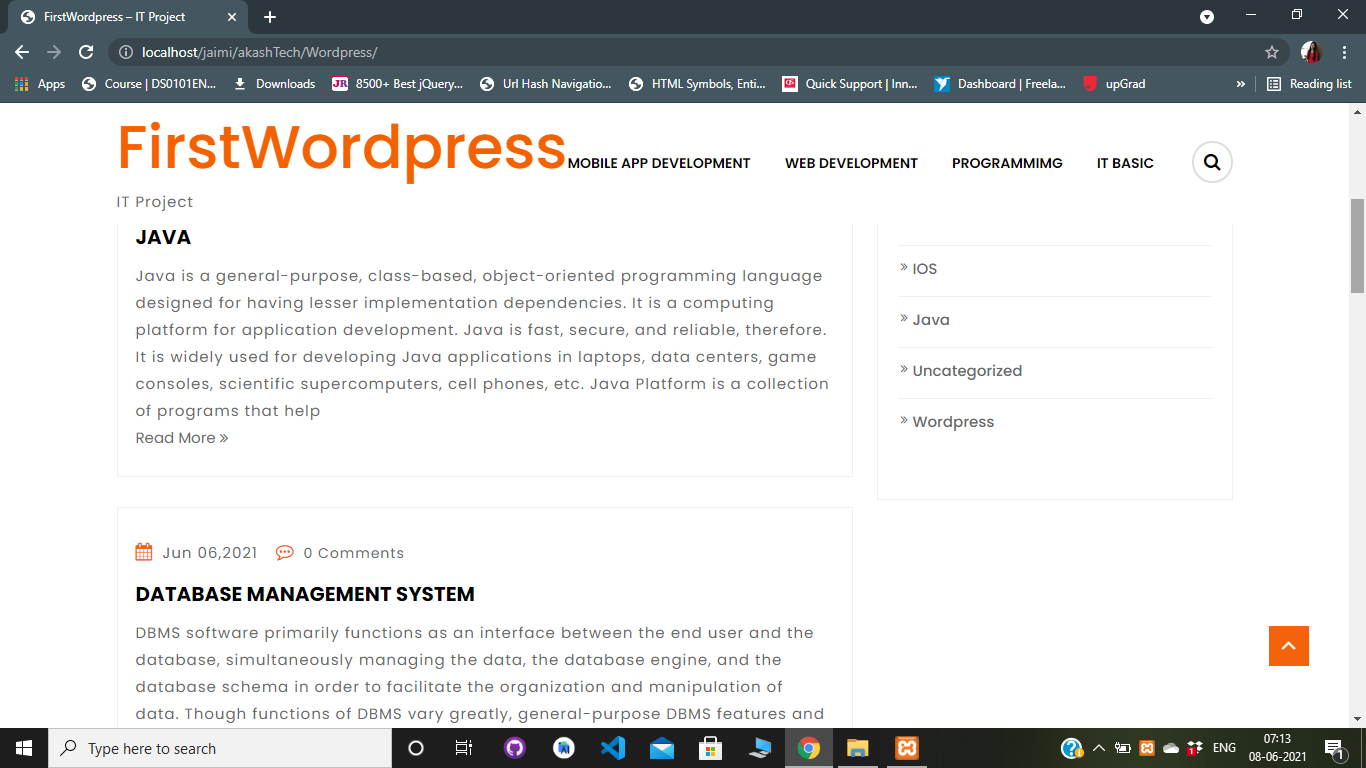 FirstWordpress – IT Project
localhost/jaimi/akashTech/Wordpress/
Apps Course | DS0101EN... Downloads JR 8500+ Best jQuery... Url Hash Navigatio... HTML Symbols, Enti... Quick Support | Inn... Dashboard | Freela... upGrad » Reading list
FirstWordpress MOBILE APP DEVELOPMENT WEB DEVELOPMENT PROGRAMMIMG IT BASIC
IT Project
JAVA
Java is a general-purpose, class-based, object-oriented programming language
designed for having lesser implementation dependencies. It is a computing
platform for application development. Java is fast, secure, and reliable, therefore.
It is widely used for developing Java applications in laptops, data centers, game
consoles, scientific supercomputers, cell phones, etc. Java Platform is a collection
of programs that help
Read More »
» IOS
» Java
» Uncategorized
» Wordpress
Jun 06,2021 0 Comments
DATABASE MANAGEMENT SYSTEM
DBMS software primarily functions as an interface between the end user and the
database, simultaneously managing the data, the database engine, and the
database schema in order to facilitate the organization and manipulation of
data. Though functions of DBMS vary greatly, general-purpose DBMS features and
Type here to search
ENG
07:13
08-06-2021
1